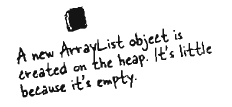 A new ArrayList object is
created on the heap. It's little
because it's empty.